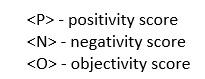 <P> - positivity score
<N> - negativity score
<O> - objectivity score